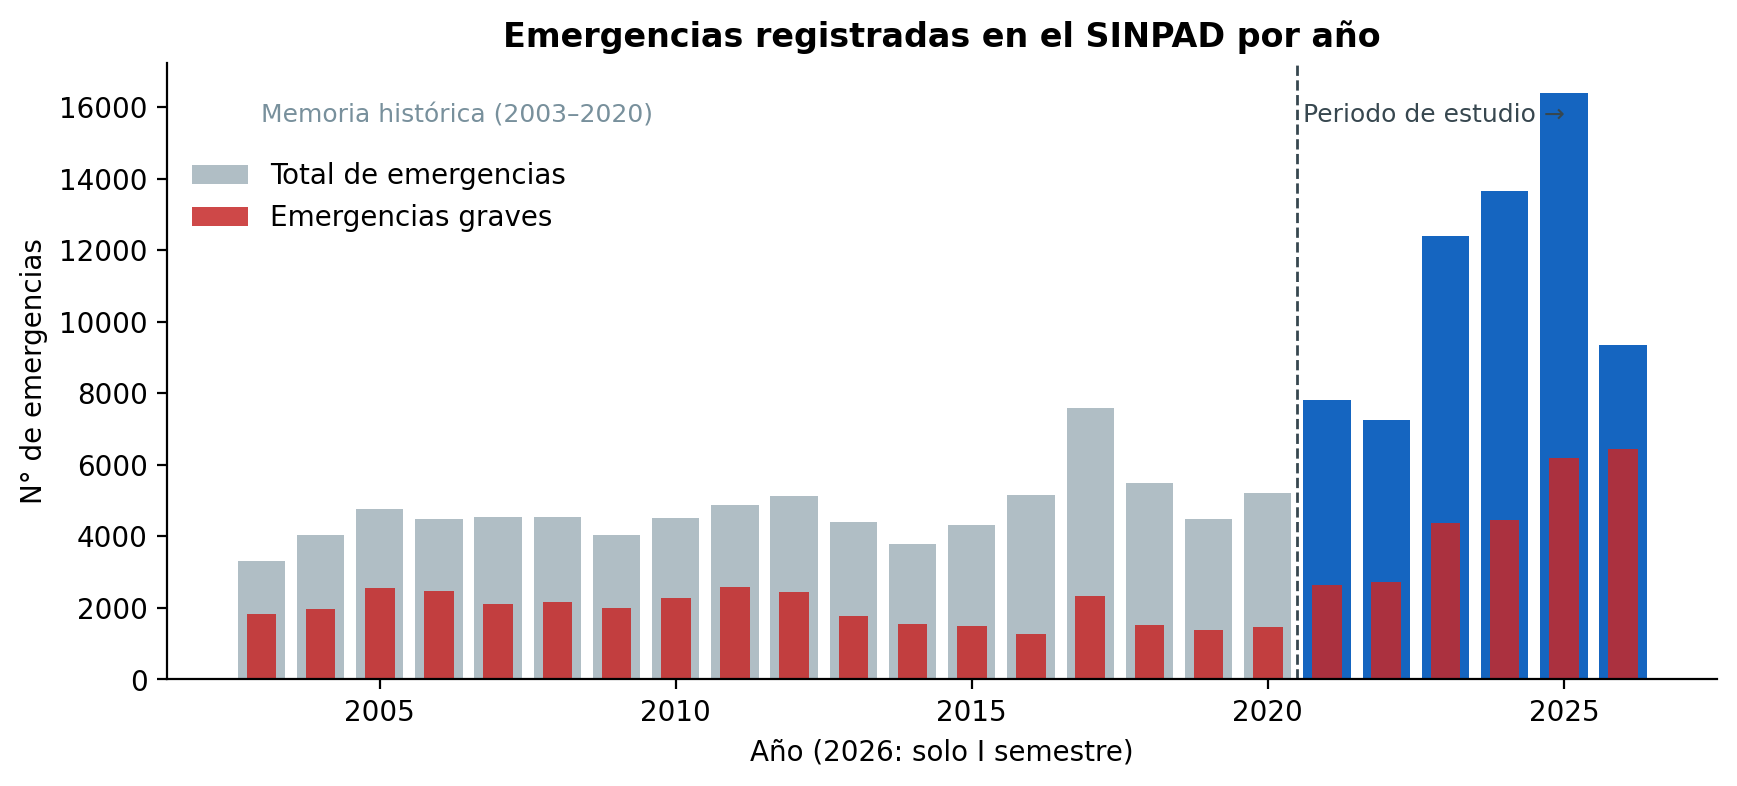 Emergencias registradas en el SINPAD por año
Memoria histórica (2003–2020)
Periodo de estudio →
Total de emergencias
Emergencias graves
N° de emergencias
16000
14000
12000
10000
8000
6000
4000
2000
0
2005 2010 2015 2020 2025
Año (2026: solo I semestre)